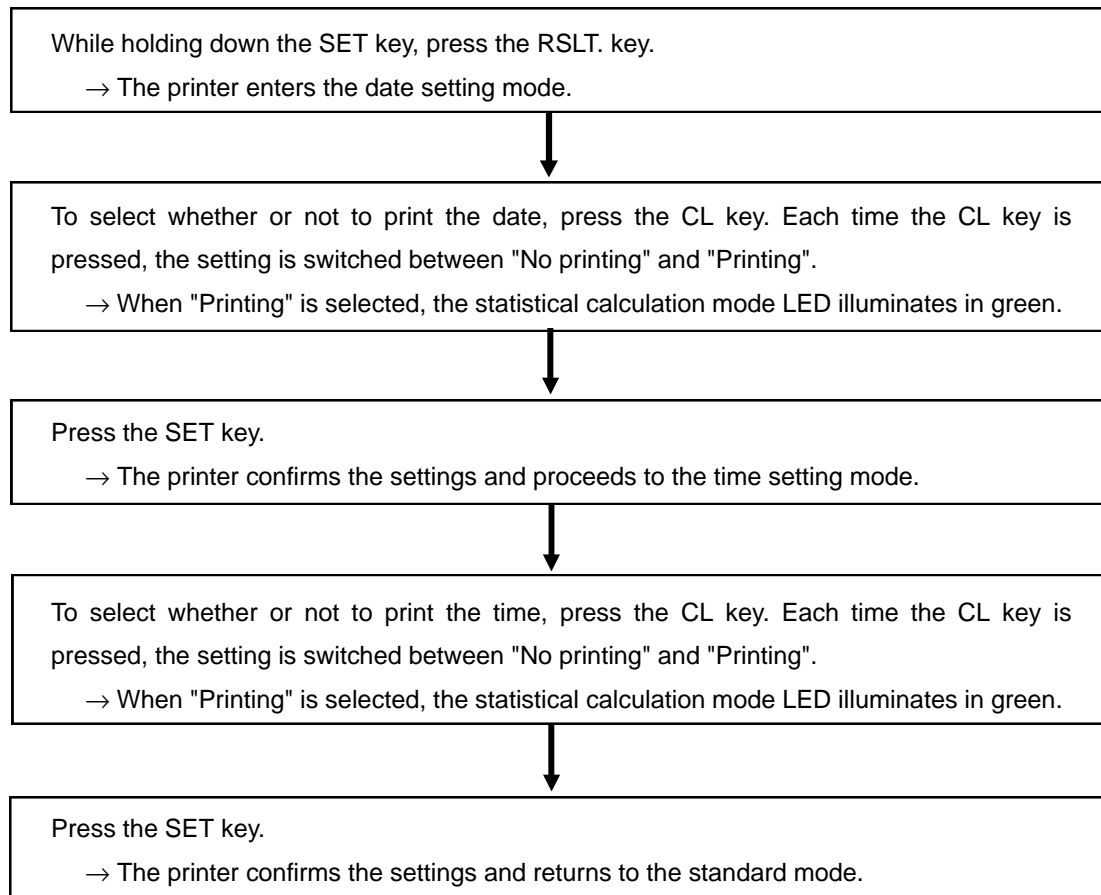 While holding down the SET key, press the RSLT. key.
→ The printer enters the date setting mode.
To select whether or not to print the date, press the CL key. Each time the CL key is
pressed, the setting is switched between "No printing" and "Printing".
→ When "Printing" is selected, the statistical calculation mode LED illuminates in green.
Press the SET key.
→ The printer confirms the settings and proceeds to the time setting mode.
To select whether or not to print the time, press the CL key. Each time the CL key is
pressed, the setting is switched between "No printing" and "Printing".
→ When "Printing" is selected, the statistical calculation mode LED illuminates in green.
Press the SET key.
→ The printer confirms the settings and returns to the standard mode.